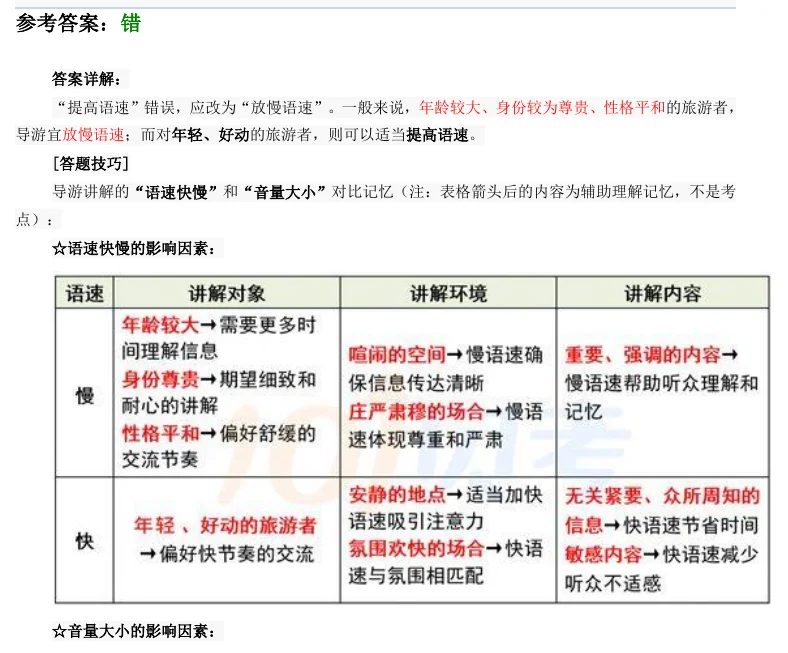 参考答案：错
答案详解：
“提高语速”错误，应改为“放慢语速”。一般来说，年龄较大、身份较为尊贵、性格平和的旅游者，
导游宜放慢语速；而对年轻、好动的旅游者，则可以适当提高语速。
[答题技巧]
导游讲解的“语速快慢”和“音量大小”对比记忆（注：表格箭头后的内容为辅助理解记忆，不是考
点）：
☆语速快慢的影响因素：
语速 讲解对象 讲解环境 讲解内容
慢
年龄较大→需要更多时
间理解信息
身份尊贵→期望细致和
耐心的讲解
性格平和→偏好舒缓的
交流节奏
喧闹的空间→慢语速确
保信息传达清晰
庄严肃穆的场合→慢语
速体现尊重和严肃
重要、强调的内容→
慢语速帮助听众理解和
记忆
快
年轻 、好动的旅游者
→偏好快节奏的交流
安静的地点→适当加快
语速吸引注意力
氛围欢快的场合→快语
速与氛围相匹配
无关紧要、众所周知的
信息→快语速节省时间
敏感内容→快语速减少
听众不适感
☆音量大小的影响因素：